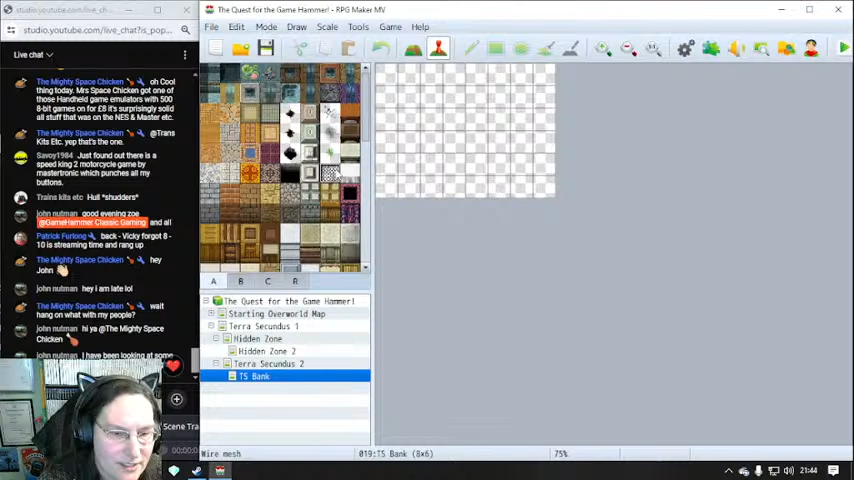 studio.youtube.com/live_ch...
studio.youtube.com/live_chat?is_pop...
Live chat
The Mighty Space Chicken oh Cool
thing today. Mrs Space Chicken got one of
those Handheld game emulators with 500
8-bit games on for £8 it's surprisingly solid
all stuff that was on the NES & Master etc.
The Mighty Space Chicken @Trans
Kits Etc. yep that's the one.
Savoy1984 Just found out there is a
speed king 2 motorcycle game by
mastertronic which punches all my
buttons.
Trains kits etc Hull *shudders*
john nutman good evening zoe
@GameHammer Classic Gaming and all
Patrick Furlong back - Vicky forgot 8 -
10 is streaming time and rang up
The Mighty Space Chicken hey
John
john nutman hey i am late lol
The Mighty Space Chicken wait
hang on what with my people?
john nutman hi ya @The Mighty Space
Chicken
john nutman I have been looking at some
Scene Tra
The Quest for the Game Hammer! - RPG Maker MV
File Edit Mode Draw Scale Tools Game Help
A B C R
The Quest for the Game Hammer!
Starting Overworld Map
Terra Secundus 1
Hidden Zone
Hidden Zone 2
Terra Secundus 2
TS Bank
Wire mesh 019:TS Bank (8x6) 75%
21:44